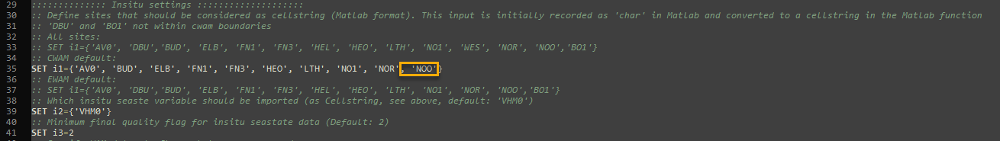 29 :::::::::::::: Insitu settings ::::::::::::::::::::
30 :: Define sites that should be considered as cellstring (Matlab format). This input is initially recorded as 'char' in Matlab and converted to a cellstring in the Matlab function
31 :: 'DBU' and 'BO1' not within cwam boundaries
32 :: All sites:
33 :: SET i1={'AV0', 'DBU','BUD', 'ELB', 'FN1', 'FN3', 'HEL', 'HEO', 'LTH', 'NO1', 'WES', 'NOR', 'NOO','BO1'}
34 :: CWAM default:
35 SET i1={'AV0', 'BUD', 'ELB', 'FN1', 'FN3', 'HEO', 'LTH', 'NO1', 'NOR', 'NOO'}
36 :: EWAM default:
37 :: SET i1={'AV0', 'DBU','BUD', 'ELB', 'FN1', 'FN3', 'HEL', 'HEO', 'LTH', 'NO1', 'NOR', 'NOO','BO1'}
38 :: Which insitu seaste variable should be imported (as Cellstring, see above, default: 'VHM0')
39 SET i2={'VHM0'}
40 :: Minimum final quality flag for insitu seastate data (Default: 2)
41 SET i3=2